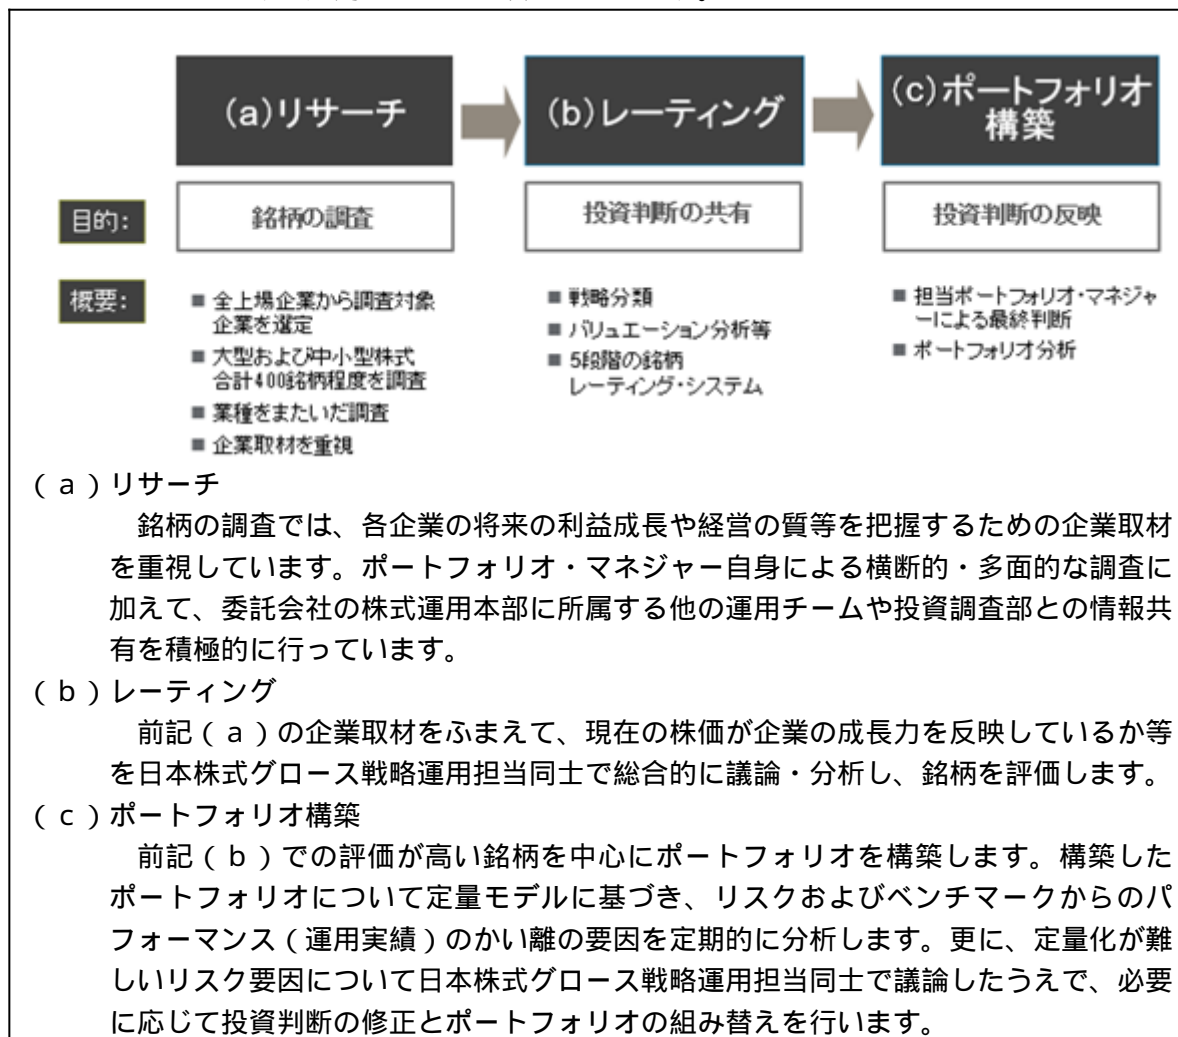 (a)リサーチ
(b)レーティング
(c)ポートフォリオ
構築
目的:
銘柄の調査
投資判断の共有
投資判断の反映
概要:
■ 全上場企業から調査対象
企業を選定
■ 大型および中小型株式
合計400銘柄程度を調査
■ 業種をまたいだ調査
■ 企業取材を重視
■ 戦略分類
■ バリュエーション分析等
■ 5段階の銘柄
レーティング・システム
■ 担当ポートフォリオ・マネジャ
ーによる最終判断
■ ポートフォリオ分析
(a)リサーチ
銘柄の調査では、各企業の将来の利益成長や経営の質等を把握するための企業取材
を重視しています。ポートフォリオ・マネジャー自身による横断的・多面的な調査に
加えて、委託会社の株式運用本部に所属する他の運用チームや投資調査部との情報共
有を積極的に行っています。
(b)レーティング
前記(a)の企業取材をふまえて、現在の株価が企業の成長力を反映しているか等
を日本株式グロース戦略運用担当同士で総合的に議論・分析し、銘柄を評価します。
(c)ポートフォリオ構築
前記(b)での評価が高い銘柄を中心にポートフォリオを構築します。構築した
ポートフォリオについて定量モデルに基づき、リスクおよびベンチマークからのパ
フォーマンス(運用実績)のかい離の要因を定期的に分析します。更に、定量化が難
しいリスク要因について日本株式グロース戦略運用担当同士で議論したうえで、必要
に応じて投資判断の修正とポートフォリオの組み替えを行います。